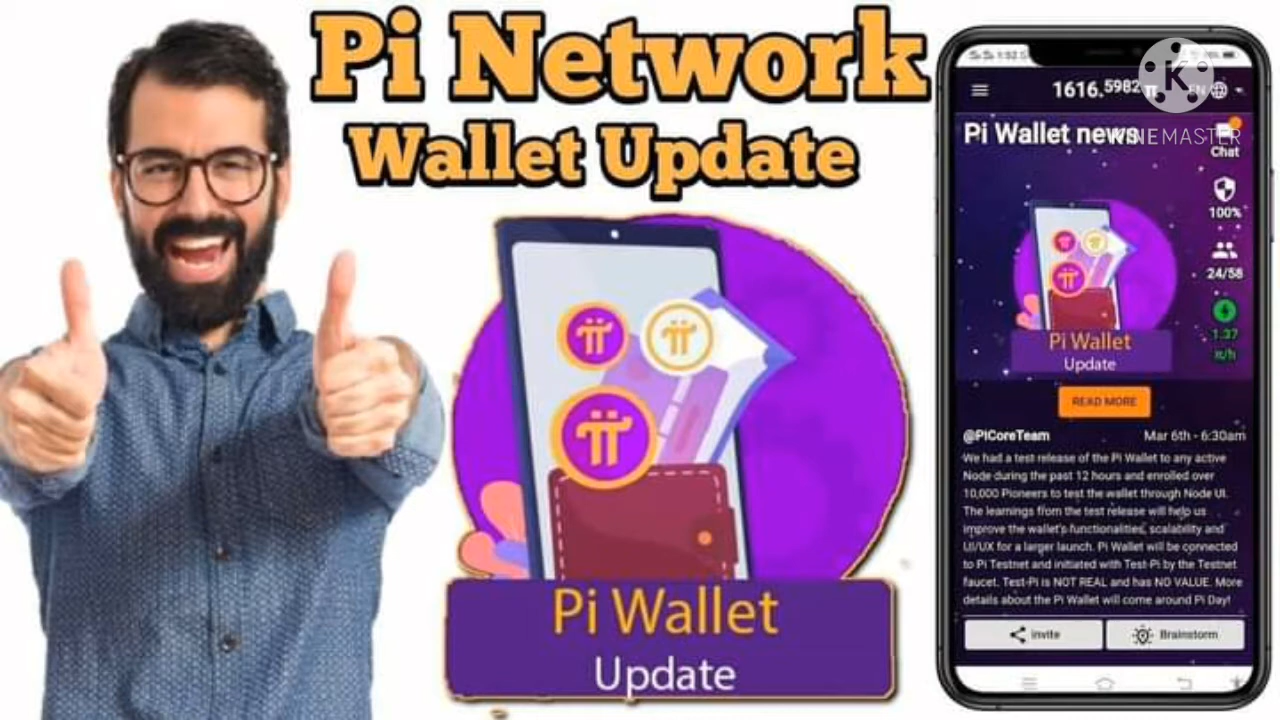 Pi Network
Wallet Update
Pi Wallet
Update
1:02
1616.5982 π EN
KINEMASTER
Pi Wallet news
Chat
100%
24/58
1.37
π/h
Pi Wallet
Update
READ MORE
@PiCoreTeam Mar 6th - 6:30am
We had a test release of the Pi Wallet to any active
Node during the past 12 hours and enrolled over
10,000 Pioneers to test the wallet through Node UI.
The learnings from the test release will help us
improve the wallet's functionalities, scalability and
UI/UX for a larger launch. Pi Wallet will be connected
to Pi Testnet and initiated with Test-Pi by the Testnet
faucet. Test-Pi is NOT REAL and has NO VALUE. More
details about the Pi Wallet will come around Pi Day!
Invite
Brainstorm